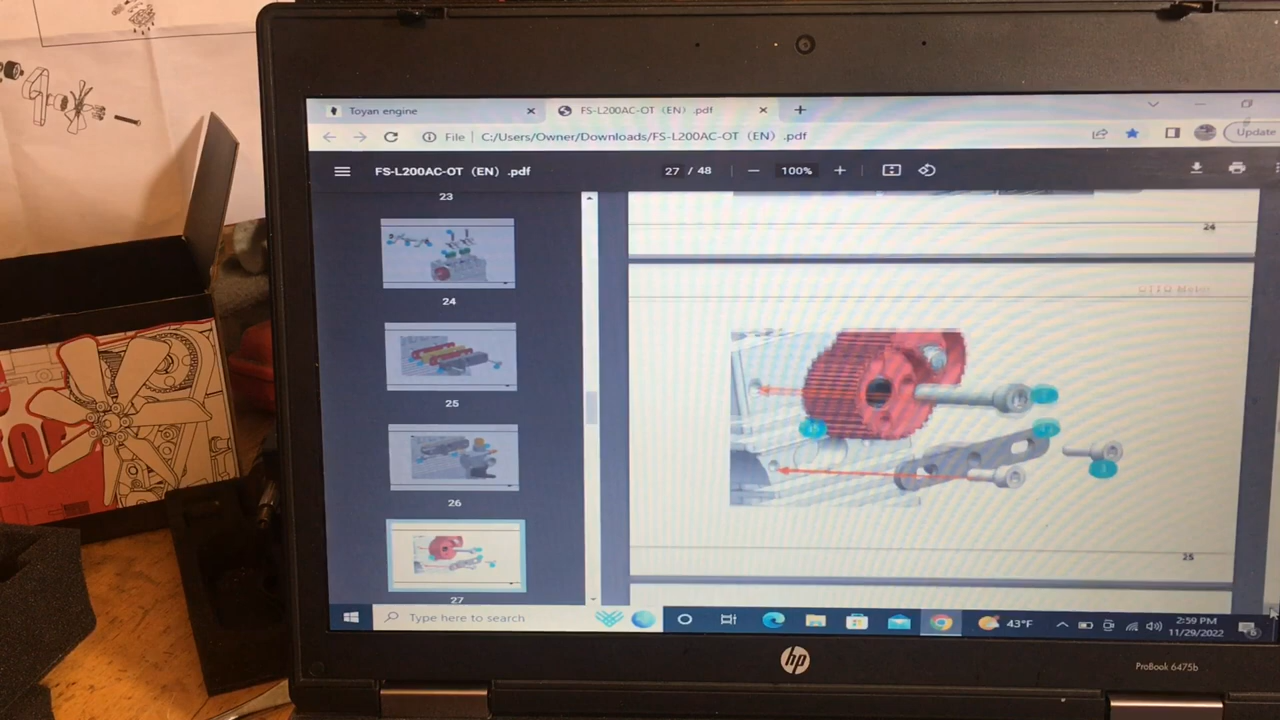 Toyan engine
FS-L200AC-OT（EN）.pdf
File
C:/Users/Owner/Downloads/FS-L200AC-OT（EN）.pdf
Update
FS-L200AC-OT（EN）.pdf
27 / 48
100%
23
24
24
25
26
27
25
Type here to search
43°F
2:59 PM
11/29/2022
6
hp
ProBook 6475b